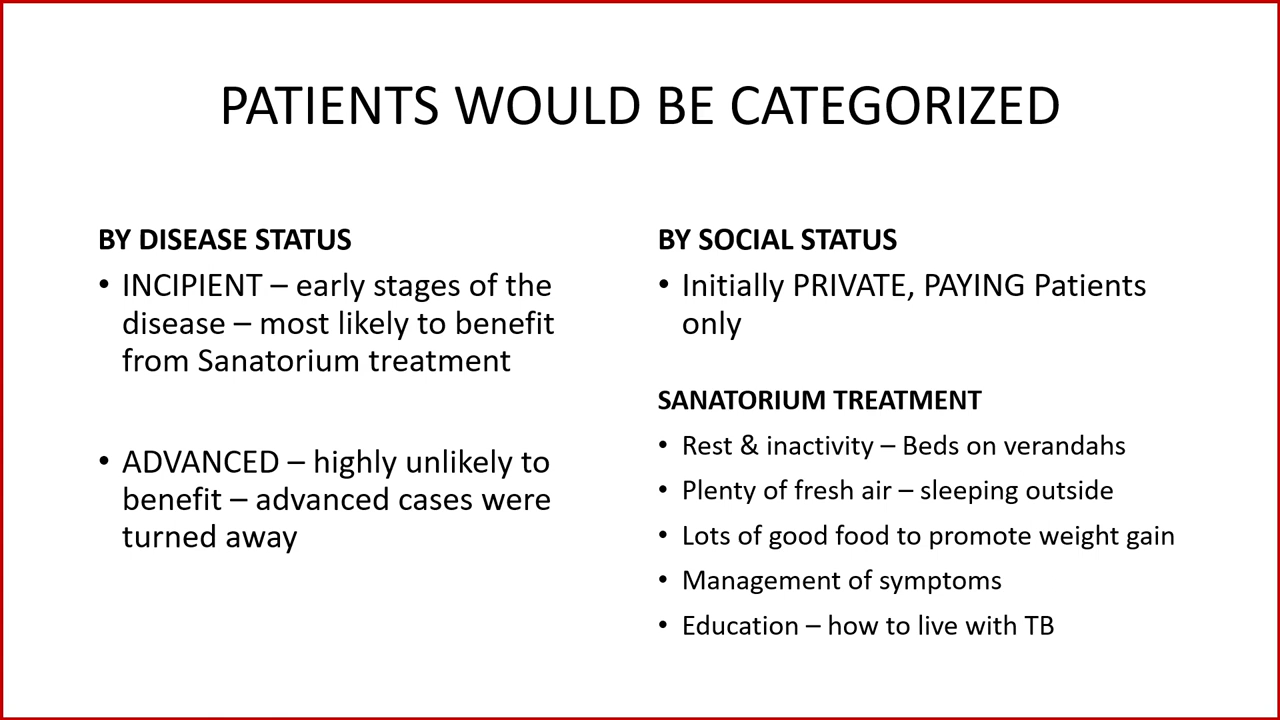 PATIENTS WOULD BE CATEGORIZED
BY DISEASE STATUS
• INCIPIENT – early stages of the
disease – most likely to benefit
from Sanatorium treatment
• ADVANCED – highly unlikely to
benefit – advanced cases were
turned away
BY SOCIAL STATUS
• Initially PRIVATE, PAYING Patients
only
SANATORIUM TREATMENT
• Rest & inactivity – Beds on verandahs
• Plenty of fresh air – sleeping outside
• Lots of good food to promote weight gain
• Management of symptoms
• Education – how to live with TB